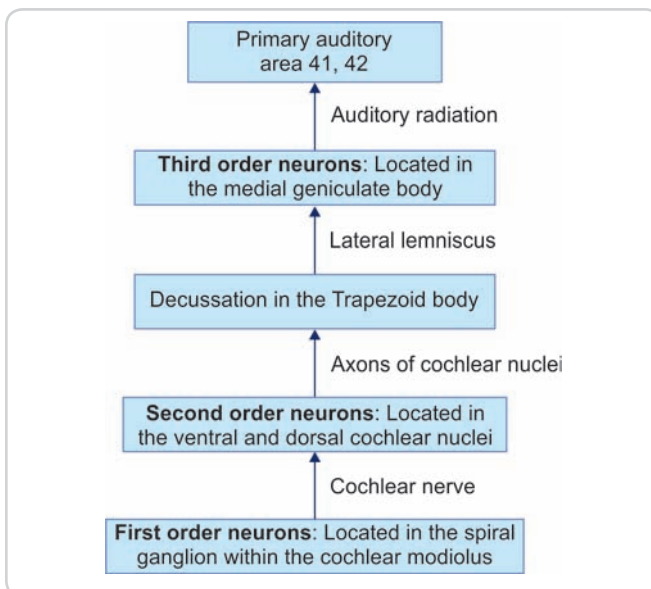 Primary auditory
area 41, 42
Auditory radiation
Third order neurons: Located in
the medial geniculate body
Lateral lemniscus
Decussation in the Trapezoid body
Axons of cochlear nuclei
Second order neurons: Located in
the ventral and dorsal cochlear nuclei
Cochlear nerve
First order neurons: Located in the spiral
ganglion within the cochlear modiolus